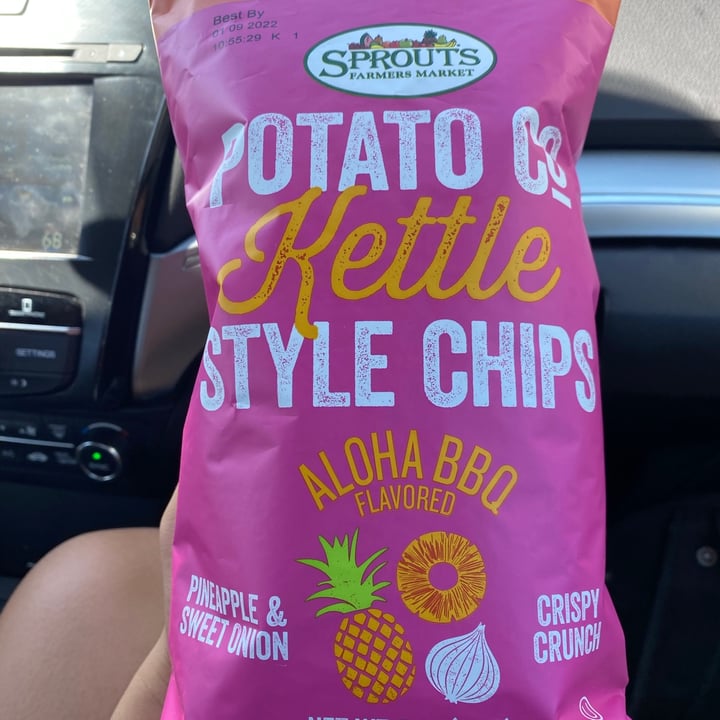 Best By
01 09 2022
10:55:29 K 1
SPROUTS
FARMERS MARKET
POTATO Co
Kettle
STYLE CHIPS
ALOHA BBQ
FLAVORED
PINEAPPLE &
SWEET ONION
CRISPY
CRUNCH
68
SETTINGS